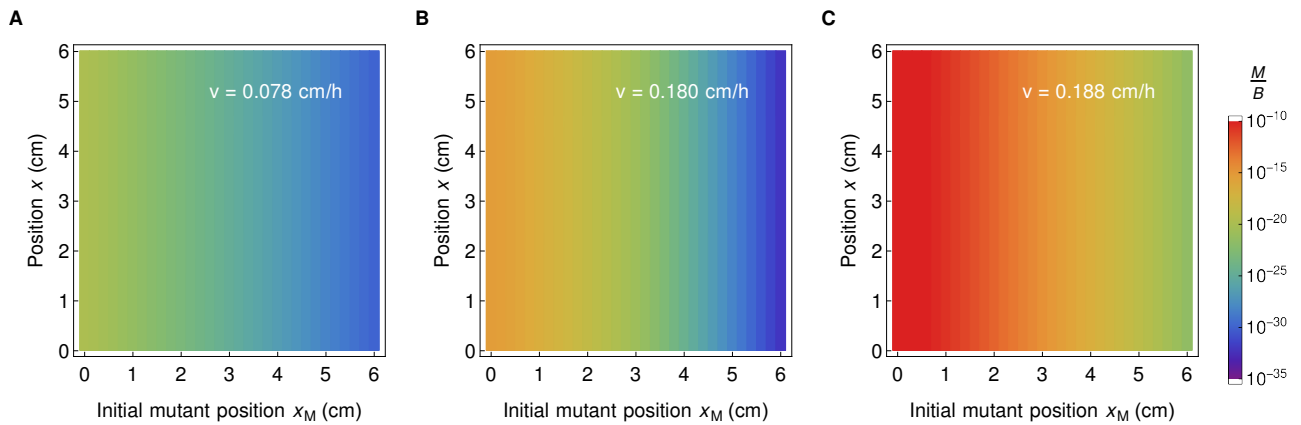 A
B
C
v = 0.078 cm/h
v = 0.180 cm/h
v = 0.188 cm/h
Position x (cm)
6
5
4
3
2
1
0
0 1 2 3 4 5 6
Initial mutant position x_M (cm)
Position x (cm)
6
5
4
3
2
1
0
0 1 2 3 4 5 6
Initial mutant position x_M (cm)
Position x (cm)
6
5
4
3
2
1
0
0 1 2 3 4 5 6
Initial mutant position x_M (cm)
M
B
10^-10
10^-15
10^-20
10^-25
10^-30
10^-35